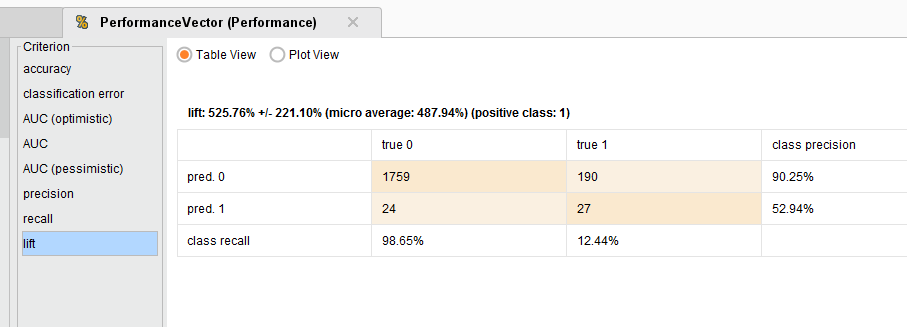 PerformanceVector (Performance)
Criterion
accuracy
classification error
AUC (optimistic)
AUC
AUC (pessimistic)
precision
recall
lift
Table View Plot View
lift: 525.76% +/- 221.10% (micro average: 487.94%) (positive class: 1)
true 0 true 1 class precision
pred. 0 1759 190 90.25%
pred. 1 24 27 52.94%
class recall 98.65% 12.44%